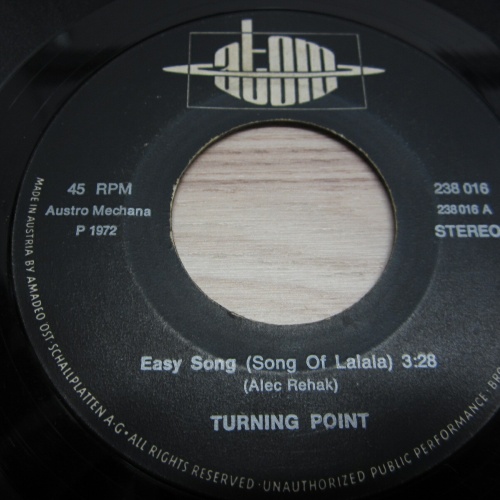 atom
45 RPM
Austro Mechana
P 1972
238 016
238 016 A
STEREO
Easy Song (Song Of Lalala) 3:28
(Alec Rehak)
TURNING POINT
MADE IN AUSTRIA BY AMADEO OST. SCHALLPLATTEN A·G· ALL RIGHTS RESERVED · UNAUTHORIZED PUBLIC PERFORMANCE ·